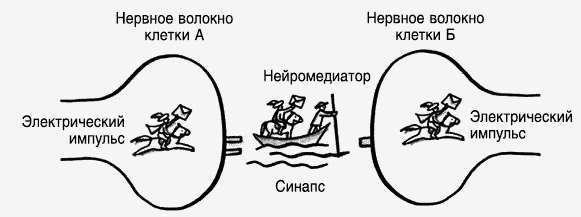 Нервное волокно
клетки А
Нервное волокно
клетки Б
Нейромедиатор
Электрический
импульс
Электрический
импульс
Синапс